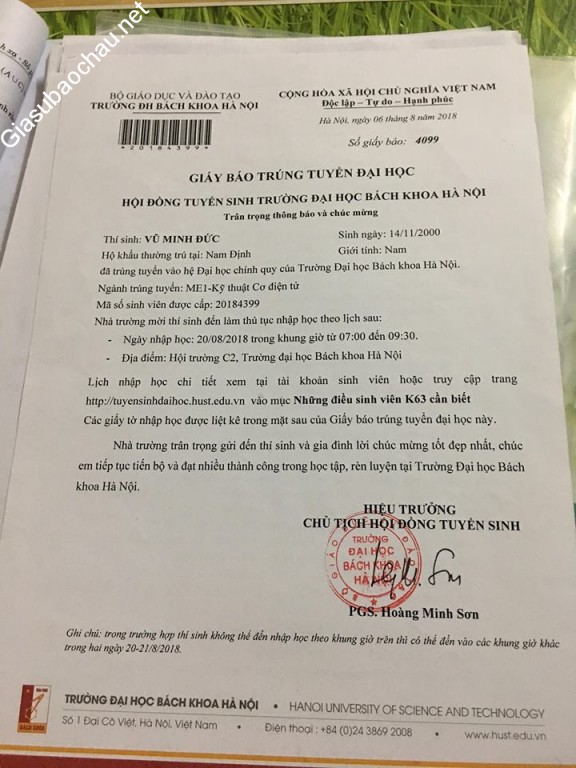 Giasubaochau.net
(AUC)
BỘ GIÁO DỤC VÀ ĐÀO TẠO
TRƯỜNG ĐH BÁCH KHOA HÀ NỘI
CỘNG HÒA XÃ HỘI CHỦ NGHĨA VIỆT NAM
Độc lập – Tự do – Hạnh phúc
*20184399*
Hà Nội, ngày 06 tháng 8 năm 2018
Số giấy báo: 4099
GIẤY BÁO TRÚNG TUYỂN ĐẠI HỌC
HỘI ĐỒNG TUYỂN SINH TRƯỜNG ĐẠI HỌC BÁCH KHOA HÀ NỘI
Trân trọng thông báo và chúc mừng
Thí sinh: VŨ MINH ĐỨC Sinh ngày: 14/11/2000
Hộ khẩu thường trú tại: Nam Định Giới tính: Nam
đã trúng tuyển vào hệ Đại học chính quy của Trường Đại học Bách khoa Hà Nội.
Ngành trúng tuyển: ME1-Kỹ thuật Cơ điện tử
Mã số sinh viên được cấp: 20184399
Nhà trường mời thí sinh đến làm thủ tục nhập học theo lịch sau:
- Ngày nhập học: 20/08/2018 trong khung giờ từ 07:00 đến 09:30.
- Địa điểm: Hội trường C2, Trường đại học Bách khoa Hà Nội
Lịch nhập học chi tiết xem tại tài khoản sinh viên hoặc truy cập trang
http://tuyensinhdaihoc.hust.edu.vn vào mục Những điều sinh viên K63 cần biết
Các giấy tờ nhập học được liệt kê trong mặt sau của Giấy báo trúng tuyển đại học này.
Nhà trường trân trọng gửi đến thí sinh và gia đình lời chúc mừng tốt đẹp nhất, chúc
em tiếp tục tiến bộ và đạt nhiều thành công trong học tập, rèn luyện tại Trường Đại học Bách
khoa Hà Nội.
HIỆU TRƯỞNG
CHỦ TỊCH HỘI ĐỒNG TUYỂN SINH
TRƯỜNG
ĐẠI HỌC
BÁCH KHOA
HÀ NỘI
PGS. Hoàng Minh Sơn
Ghi chú: trong trường hợp thí sinh không thể đến nhập học theo khung giờ trên thì có thể đến vào các khung giờ khác
trong hai ngày 20-21/8/2018.
TRƯỜNG ĐẠI HỌC BÁCH KHOA HÀ NỘI • HANOI UNIVERSITY OF SCIENCE AND TECHNOLOGY
Số 1 Đại Cồ Việt, Hà Nội, Việt Nam • Điện thoại : +84 (0)24 3869 2008 • www.hust.edu.vn
BÁCH KHOA